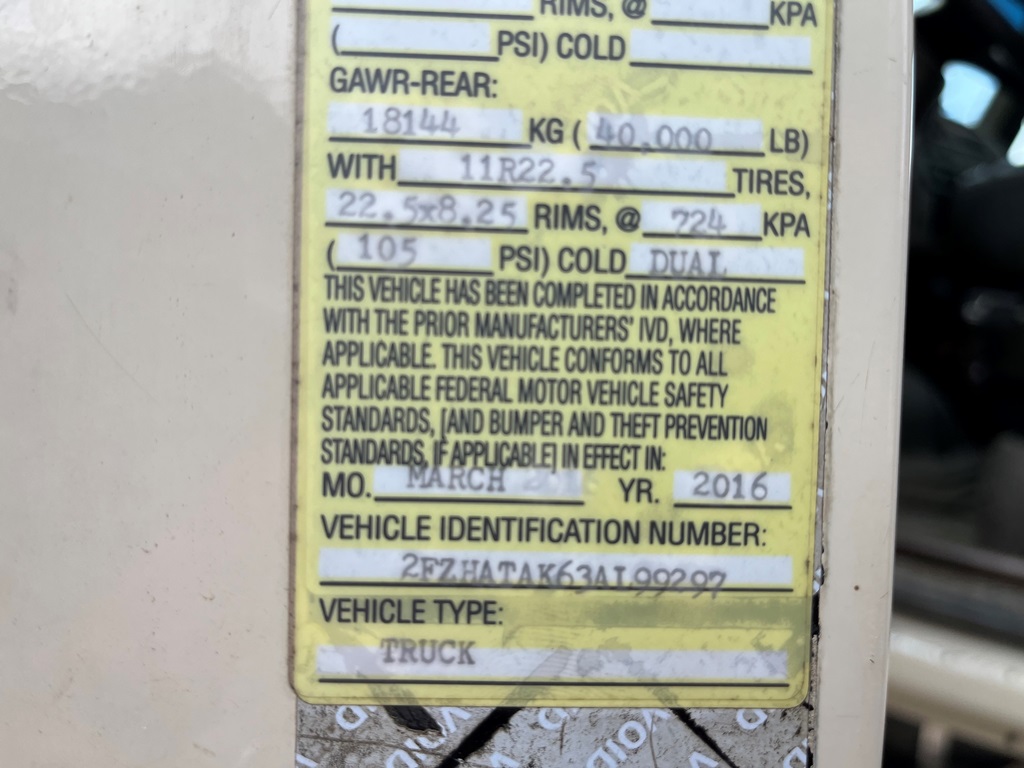 RIMS, @ KPA
( PSI) COLD
GAWR-REAR:
18144 KG ( 40,000 LB)
WITH 11R22.5 TIRES,
22.5x8.25 RIMS, @ 724 KPA
( 105 PSI) COLD DUAL
THIS VEHICLE HAS BEEN COMPLETED IN ACCORDANCE
WITH THE PRIOR MANUFACTURERS' IVD, WHERE
APPLICABLE. THIS VEHICLE CONFORMS TO ALL
APPLICABLE FEDERAL MOTOR VEHICLE SAFETY
STANDARDS, [AND BUMPER AND THEFT PREVENTION
STANDARDS, IF APPLICABLE] IN EFFECT IN:
MO. MARCH YR. 2016
VEHICLE IDENTIFICATION NUMBER:
2FZHATAK63AL99297
VEHICLE TYPE:
TRUCK
VOID VOID VOID